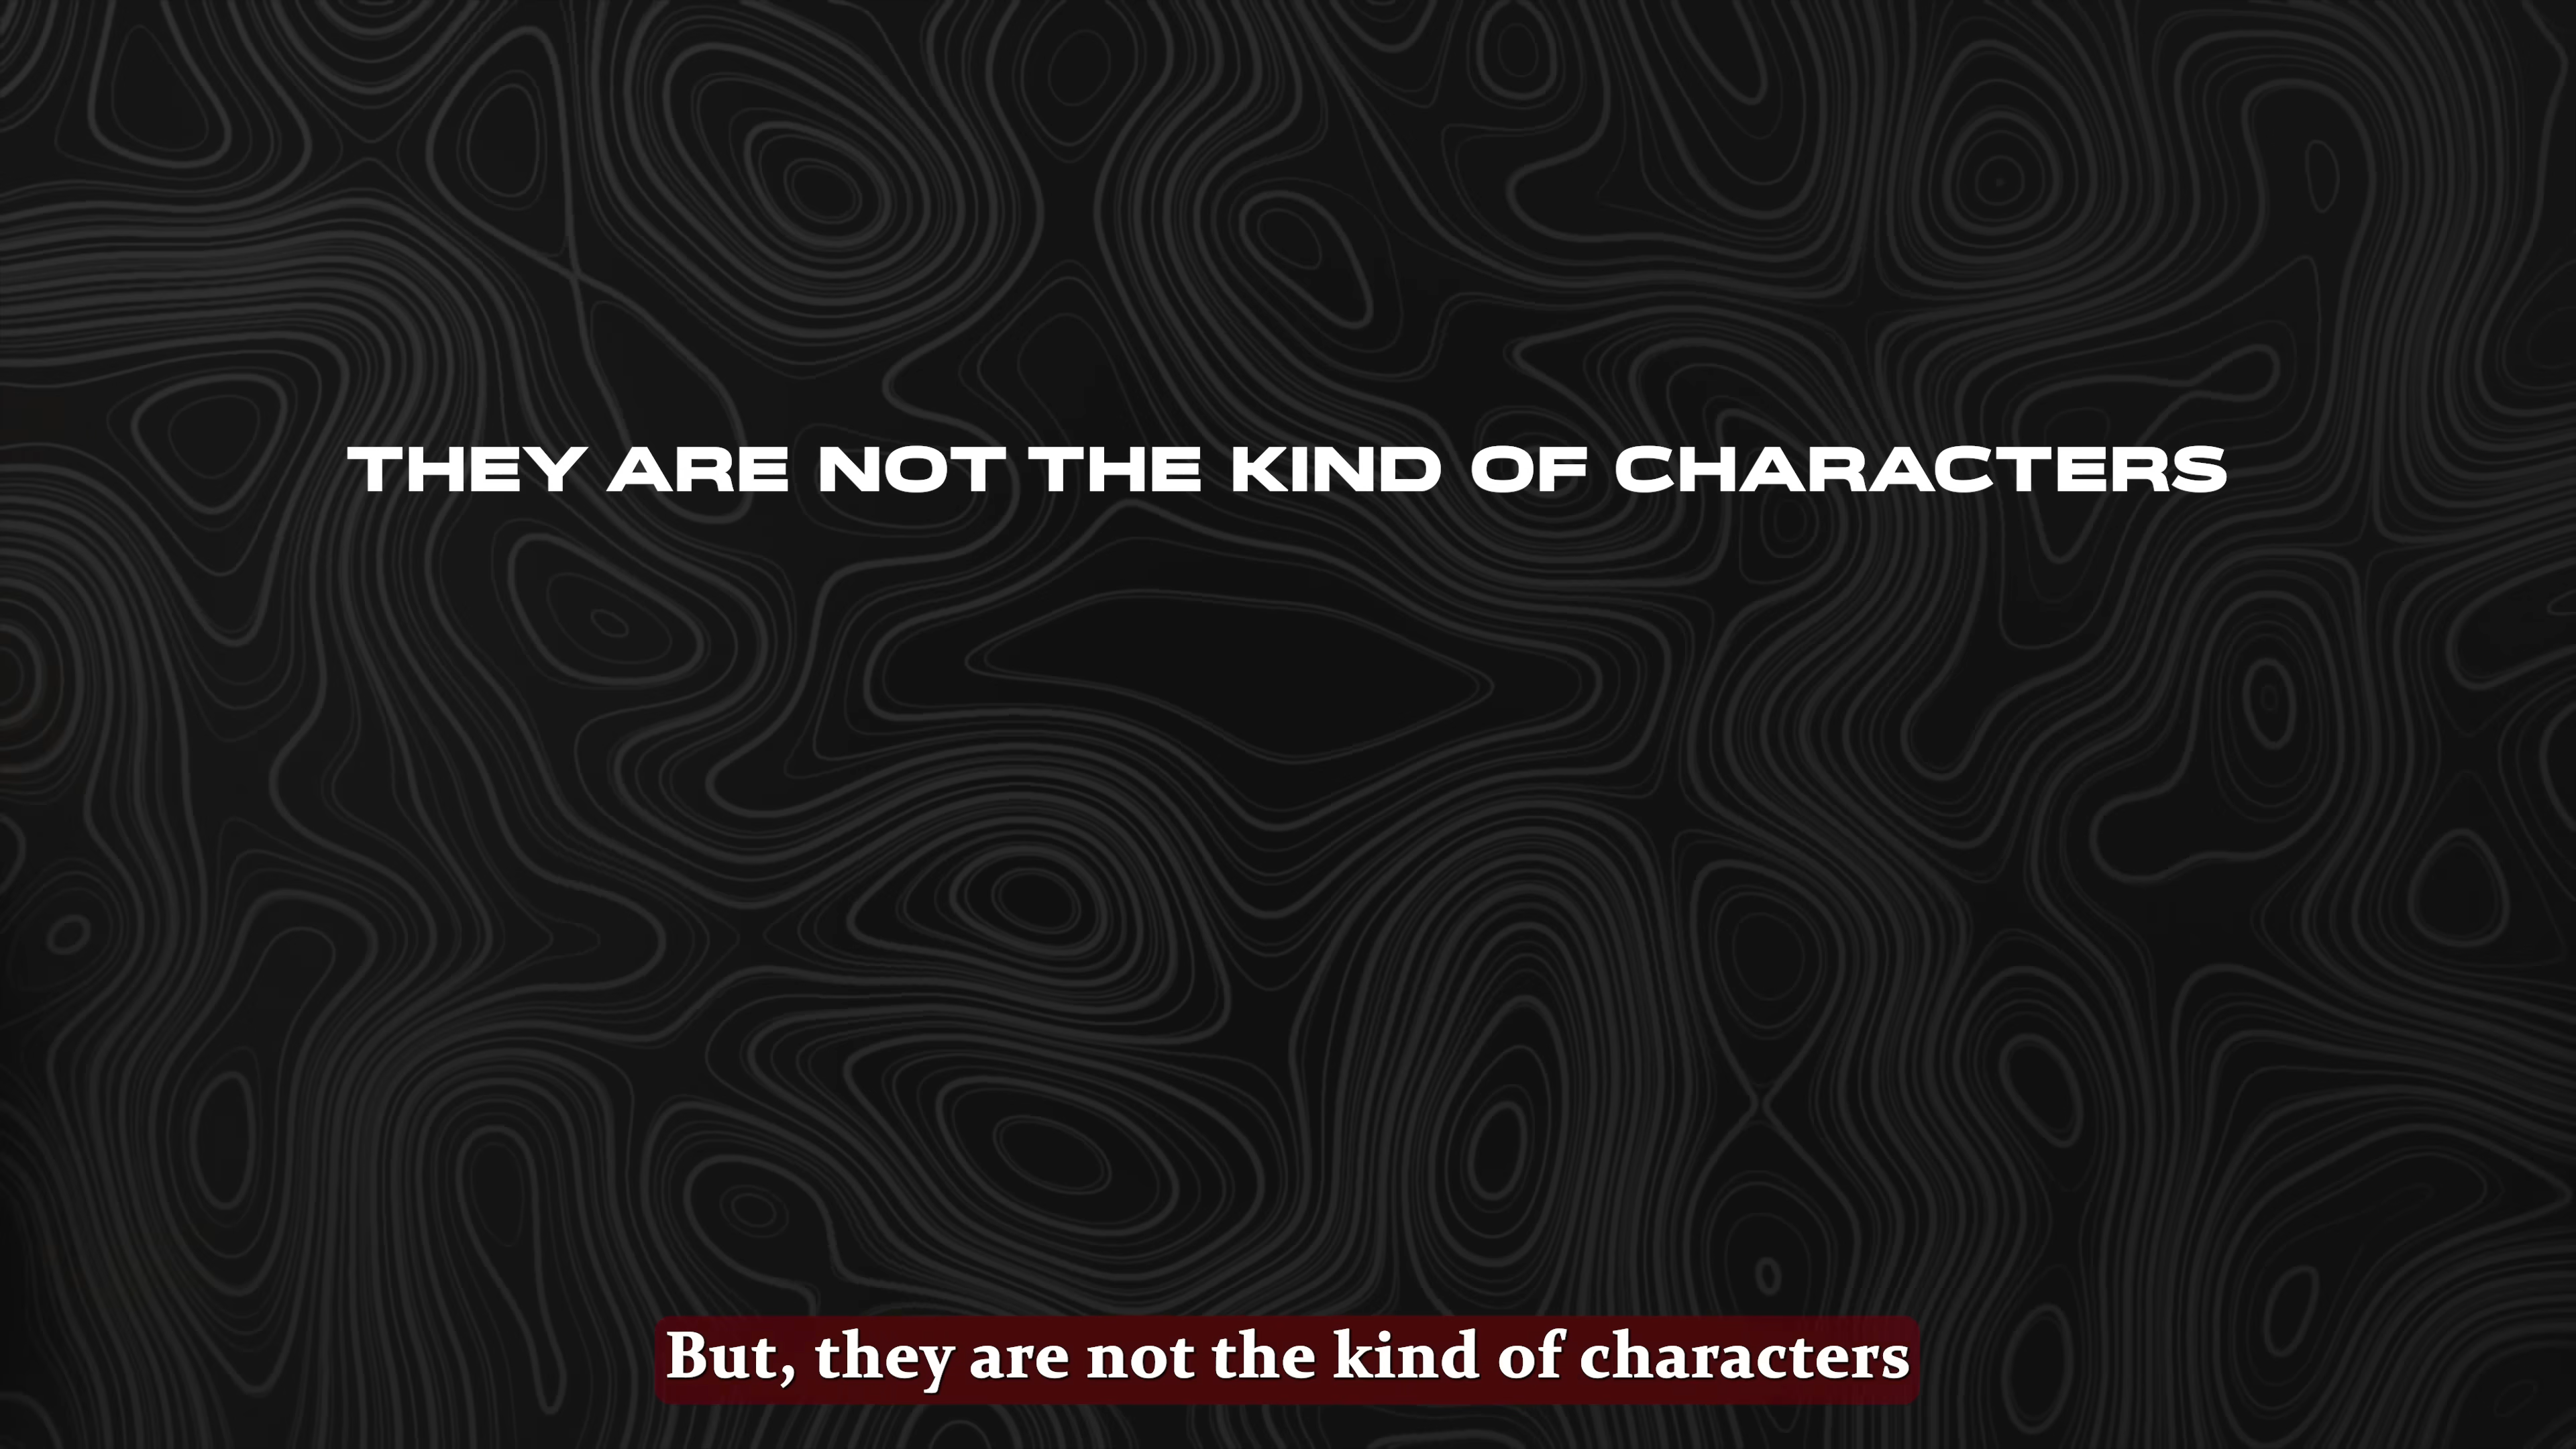 THEY ARE NOT THE KIND OF CHARACTERS
But, they are not the kind of characters